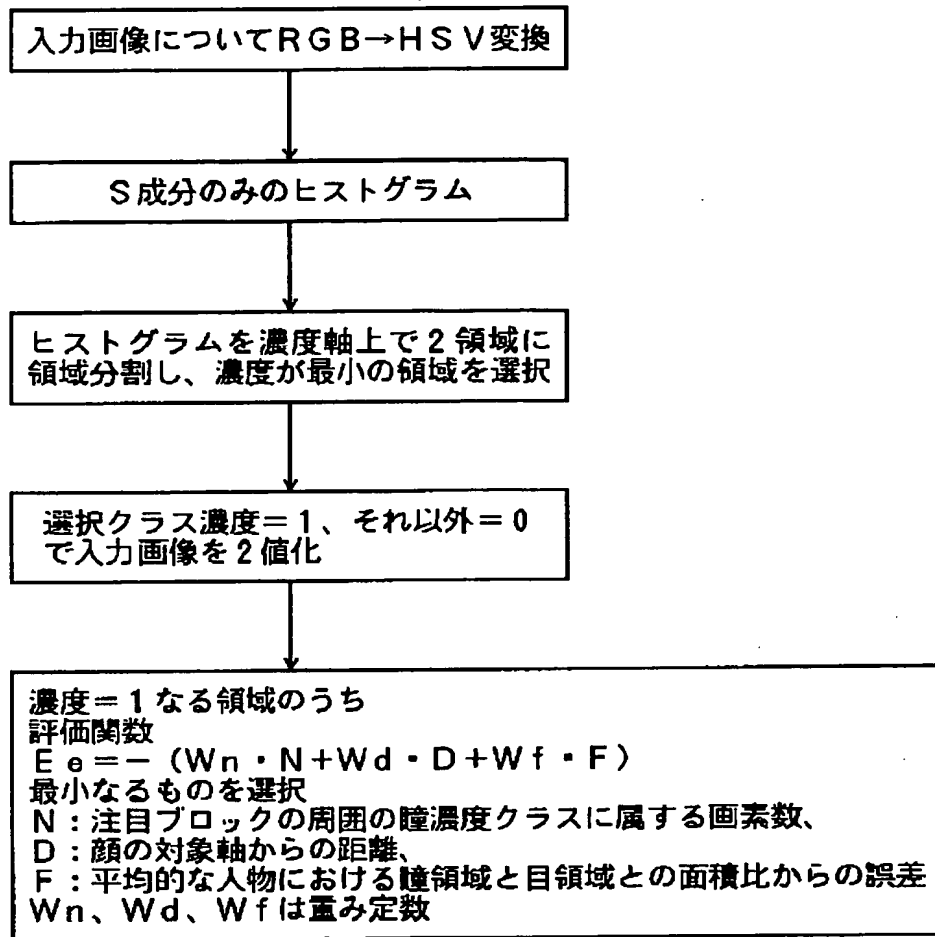 入力画像についてRGB→HSV変換
S成分のみのヒストグラム
ヒストグラムを濃度軸上で2領域に
領域分割し、濃度が最小の領域を選択
選択クラス濃度=1、それ以外=0
で入力画像を2値化
濃度=1なる領域のうち
評価関数
Ee=-(Wn・N+Wd・D+Wf・F)
最小なるものを選択
N:注目ブロックの周囲の瞳濃度クラスに属する画素数、
D:顔の対象軸からの距離、
F:平均的な人物における瞳領域と目領域との面積比からの誤差
Wn、Wd、Wfは重み定数